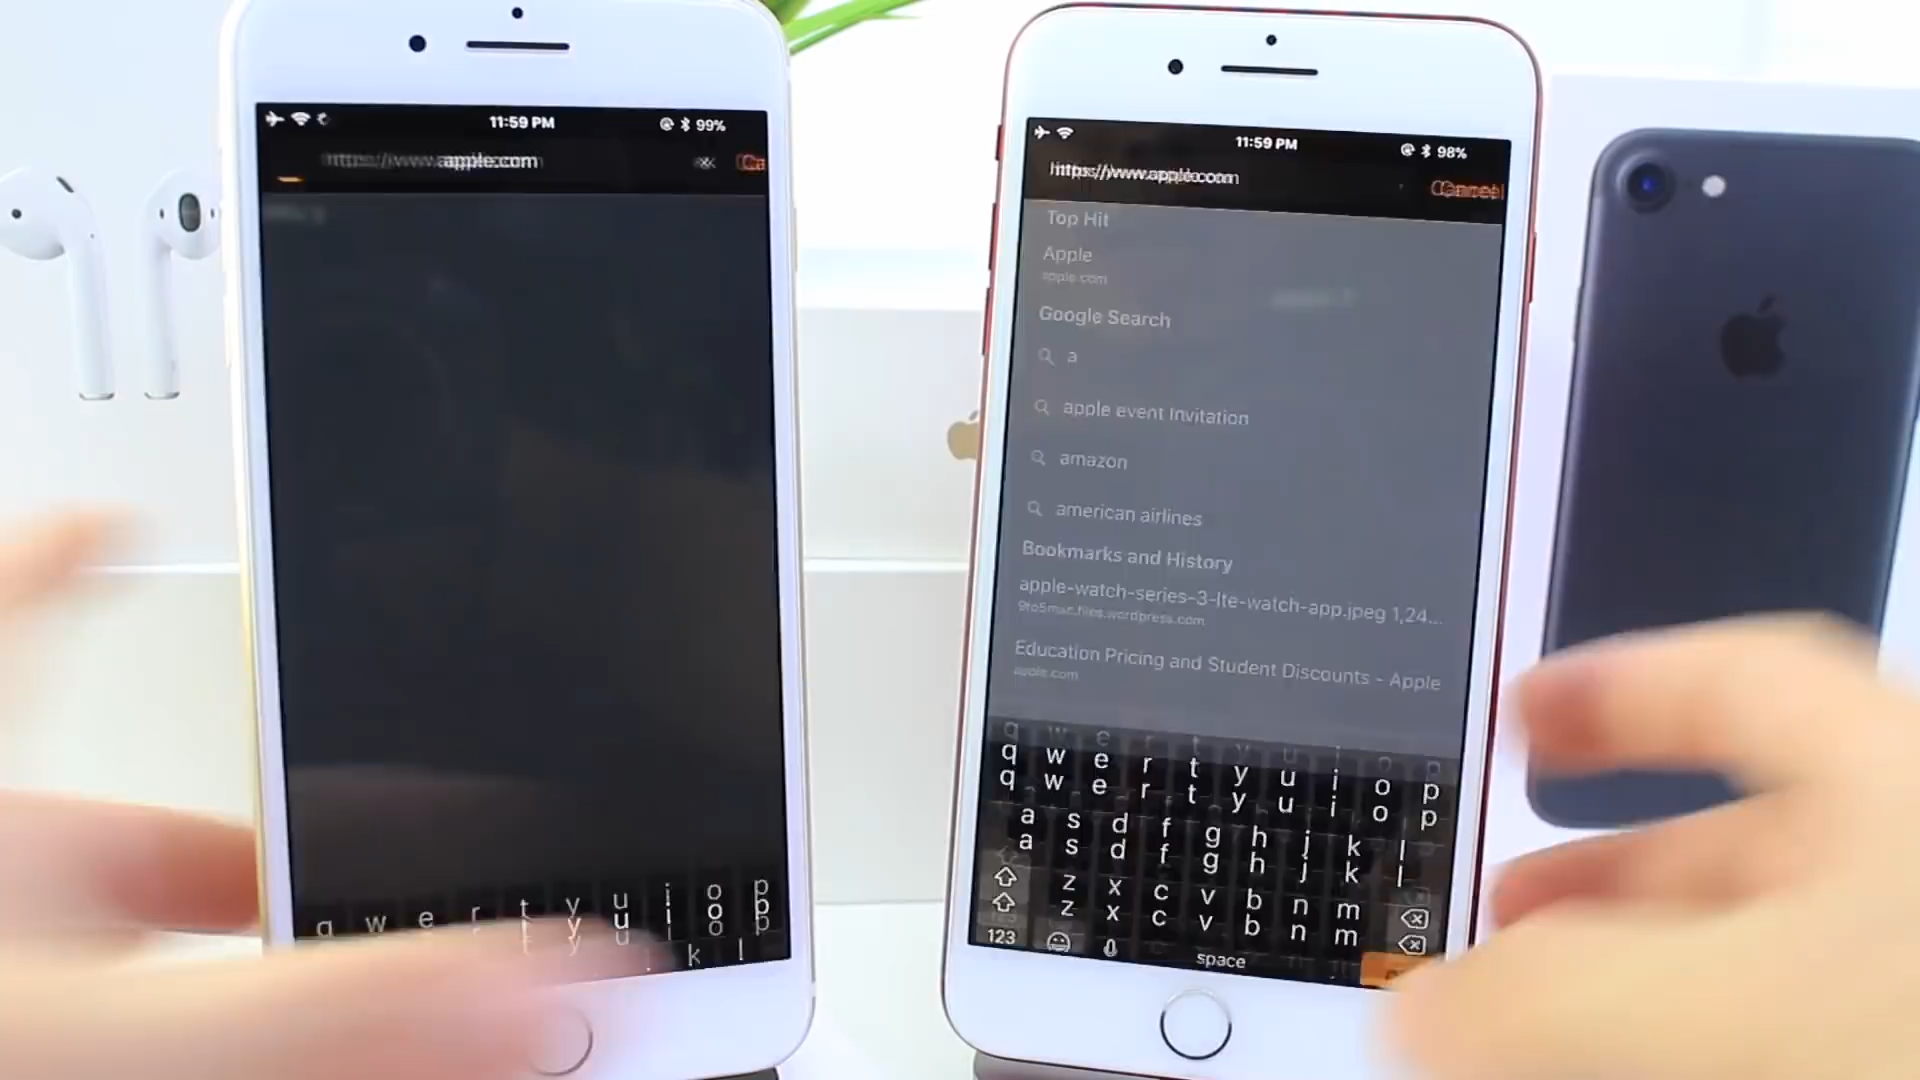 11:59 PM
99%
https://www.apple.com
q w e r t y u i o p
k l
11:59 PM
98%
https://www.apple.com
Cancel
Top Hit
Apple
apple.com
Google Search
a
apple event Invitation
amazon
american airlines
Bookmarks and History
apple-watch-series-3-lte-watch-app.jpeg 1,24...
9to5mac.files.wordpress.com
Education Pricing and Student Discounts - Apple
apple.com
q w e r t y u i o p
a s d f g h j k l
z x c v b n m
123
space